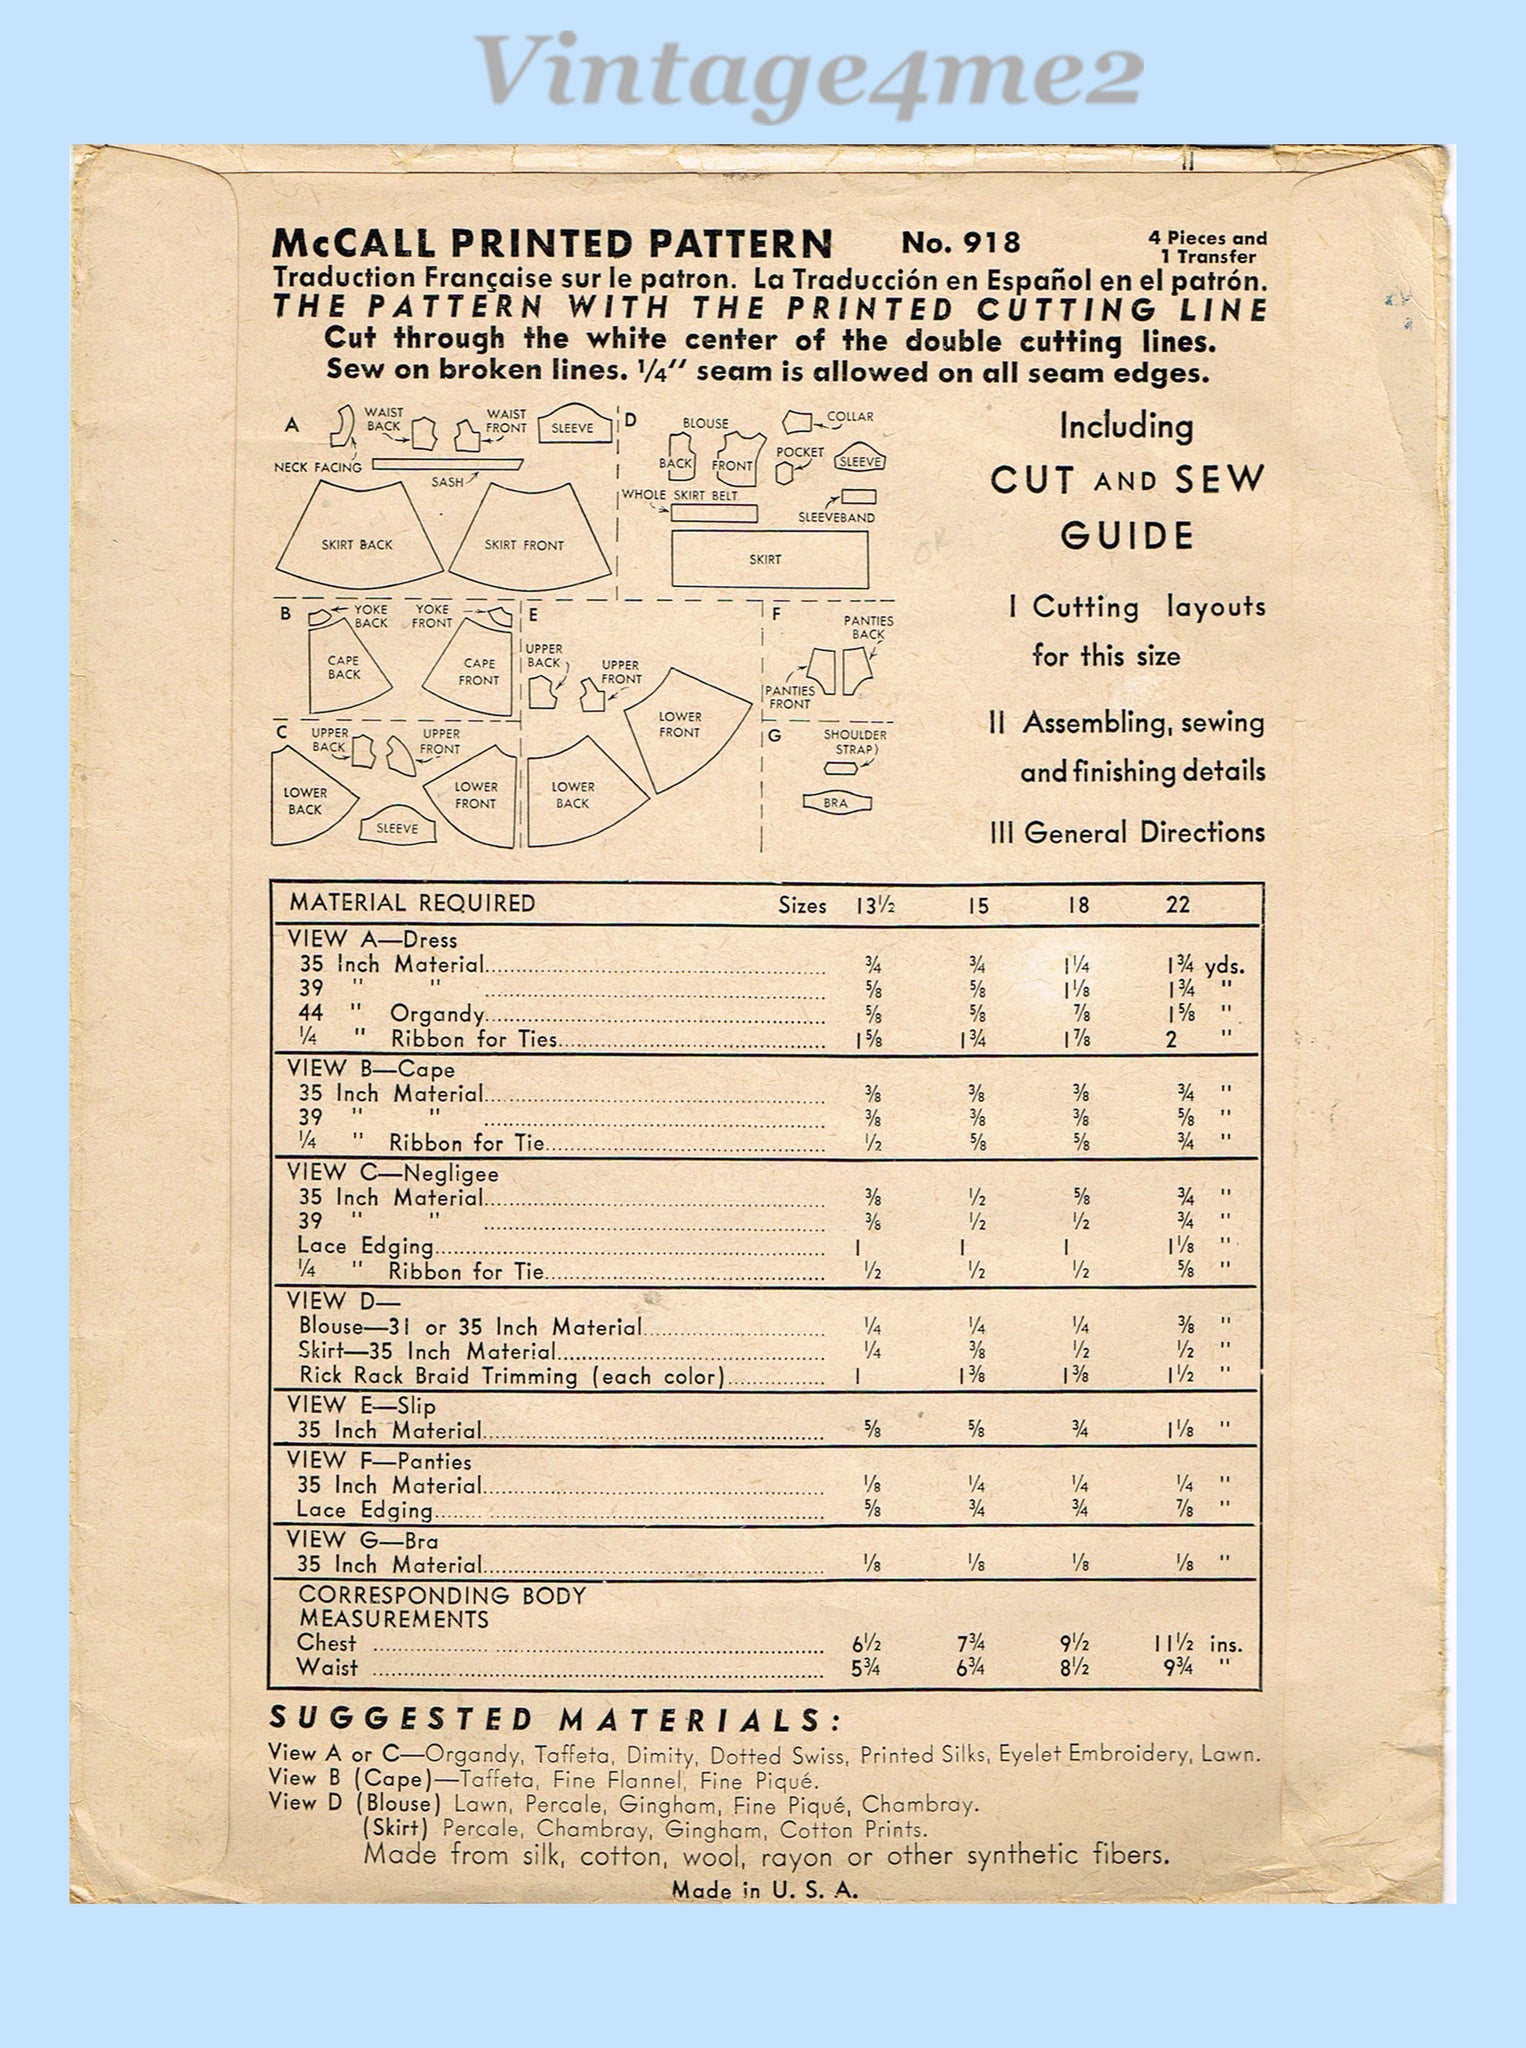 Vintage4me2
McCALL PRINTED PATTERN No. 918 4 Pieces and
1 Transfer
Traduction Française sur le patron. La Traducción en Español en el patrón.
THE PATTERN WITH THE PRINTED CUTTING LINE
Cut through the white center of the double cutting lines.
Sew on broken lines. ¼" seam is allowed on all seam edges.
A
WAIST
BACK
WAIST
FRONT
SLEEVE
NECK FACING
SASH
SKIRT BACK
SKIRT FRONT
D
BLOUSE
COLLAR
BACK
FRONT
POCKET
SLEEVE
WHOLE SKIRT BELT
SLEEVEBAND
SKIRT
B
YOKE
BACK
YOKE
FRONT
CAPE
BACK
CAPE
FRONT
E
UPPER
BACK
UPPER
FRONT
LOWER
FRONT
LOWER
BACK
F
PANTIES
BACK
PANTIES
FRONT
C
UPPER
BACK
UPPER
FRONT
LOWER
BACK
LOWER
FRONT
SLEEVE
G
SHOULDER
STRAP
BRA
Including
CUT AND SEW
GUIDE
I Cutting layouts
for this size
II Assembling, sewing
and finishing details
III General Directions
OK
MATERIAL REQUIRED Sizes 13½ 15 18 22
VIEW A—Dress
35 Inch Material ¾ ¾ 1¼ 1¾ yds.
39 " " ⅝ ⅝ 1⅛ 1¾ "
44 " Organdy ⅝ ⅝ ⅞ 1⅝ "
¼ " Ribbon for Ties 1⅝ 1¾ 1⅞ 2 "
VIEW B—Cape
35 Inch Material ⅜ ⅜ ⅜ ¾ "
39 " " ⅜ ⅜ ⅜ ⅝ "
¼ " Ribbon for Tie ½ ⅝ ⅝ ¾ "
VIEW C—Negligee
35 Inch Material ⅜ ½ ⅝ ¾ "
39 " " ⅜ ½ ½ ¾ "
Lace Edging 1 1 1 1⅛ "
¼ " Ribbon for Tie ½ ½ ½ ⅝ "
VIEW D—
Blouse—31 or 35 Inch Material ¼ ¼ ¼ ⅜ "
Skirt—35 Inch Material ¼ ⅜ ½ ½ "
Rick Rack Braid Trimming (each color) 1 1⅜ 1⅜ 1½ "
VIEW E—Slip
35 Inch Material ⅝ ⅝ ¾ 1⅛ "
VIEW F—Panties
35 Inch Material ⅛ ¼ ¼ ¼ "
Lace Edging ⅝ ¾ ¾ ⅞ "
VIEW G—Bra
35 Inch Material ⅛ ⅛ ⅛ ⅛ "
CORRESPONDING BODY
MEASUREMENTS
Chest 6½ 7¾ 9½ 11½ ins.
Waist 5¾ 6¾ 8½ 9¾ "
SUGGESTED MATERIALS:
View A or C—Organdy, Taffeta, Dimity, Dotted Swiss, Printed Silks, Eyelet Embroidery, Lawn.
View B (Cape)—Taffeta, Fine Flannel, Fine Piqué.
View D (Blouse) Lawn, Percale, Gingham, Fine Piqué, Chambray.
(Skirt) Percale, Chambray, Gingham, Cotton Prints.
Made from silk, cotton, wool, rayon or other synthetic fibers.
Made in U. S. A.